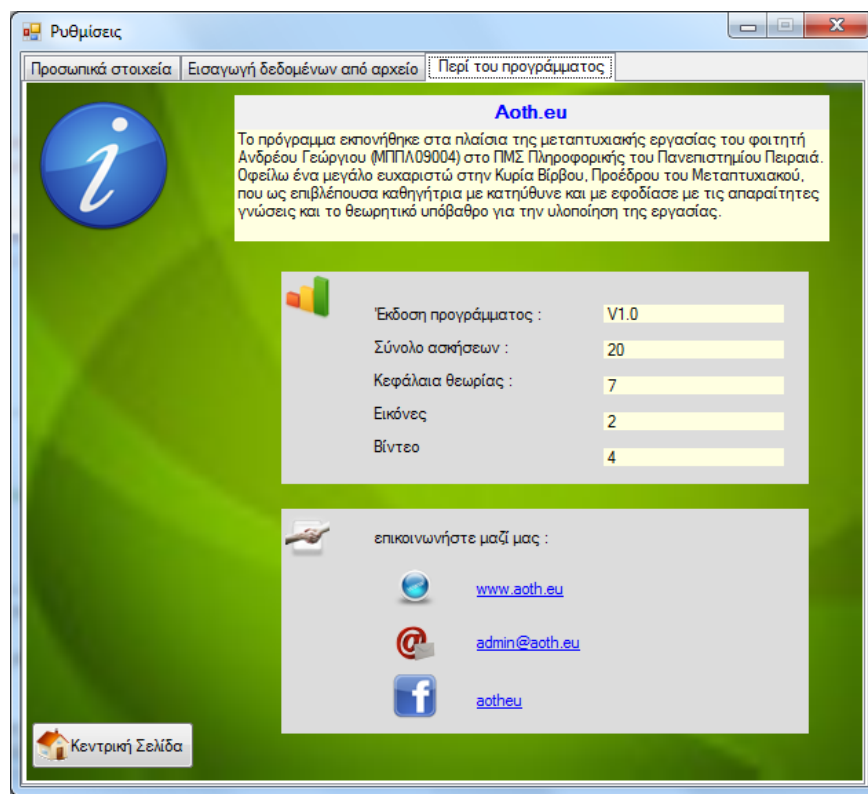 Ρυθμίσεις
Προσωπικά στοιχεία
Εισαγωγή δεδομένων από αρχείο
Περί του προγράμματος
Aoth.eu
Το πρόγραμμα εκπονήθηκε στα πλαίσια της μεταπτυχιακής εργασίας του φοιτητή
Ανδρέου Γεώργιου (ΜΠΠΛ09004) στο ΠΜΣ Πληροφορικής του Πανεπιστημίου Πειραιά.
Οφείλω ένα μεγάλο ευχαριστώ στην Κυρία Βίρβου, Προέδρου του Μεταπτυχιακού,
που ως επιβλέπουσα καθηγήτρια με κατηύθυνε και με εφοδίασε με τις απαραίτητες
γνώσεις και το θεωρητικό υπόβαθρο για την υλοποίηση της εργασίας.
Έκδοση προγράμματος : V1.0
Σύνολο ασκήσεων : 20
Κεφάλαια θεωρίας : 7
Εικόνες 2
Βίντεο 4
επικοινωνήστε μαζί μας :
www.aoth.eu
admin@aoth.eu
aotheu
Κεντρική Σελίδα